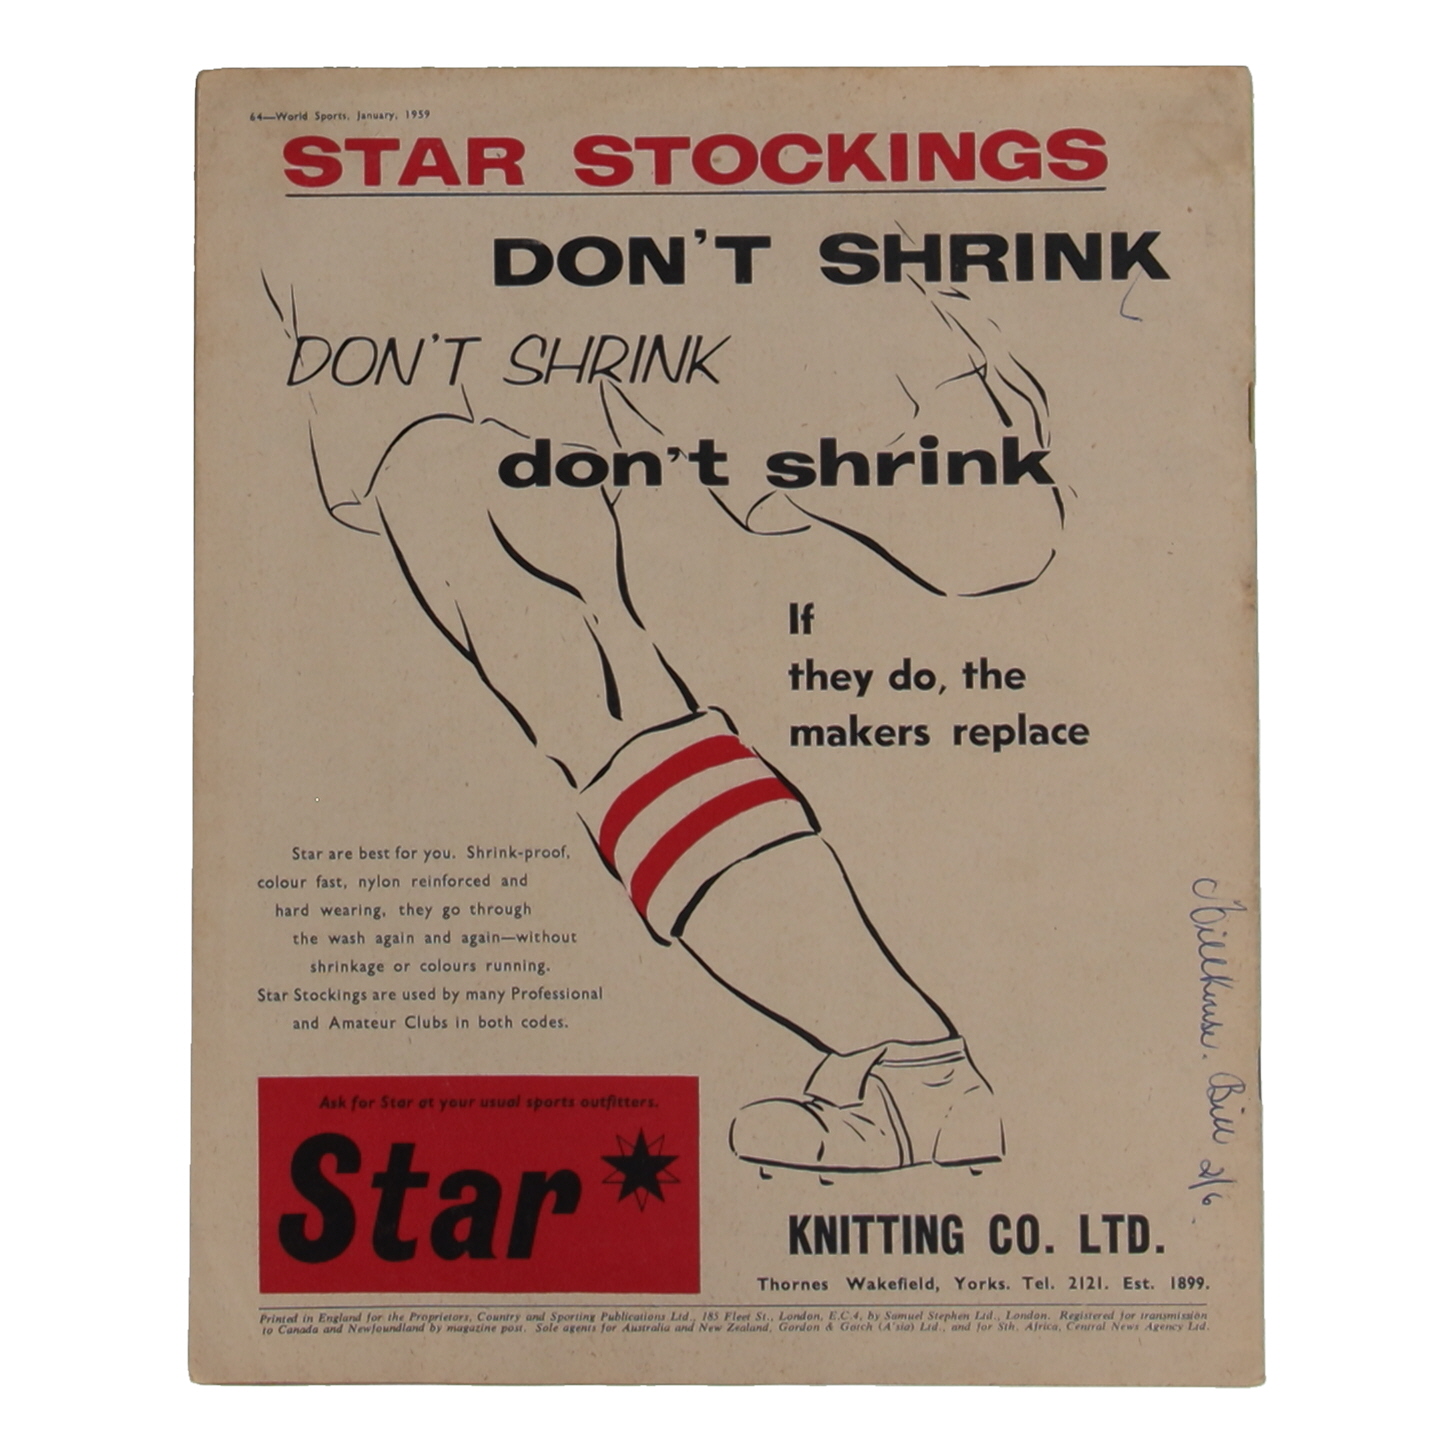 64—World Sports, January, 1959
STAR STOCKINGS
DON'T SHRINK
DON'T SHRINK
don't shrink
If
they do, the
makers replace
Star are best for you. Shrink-proof,
colour fast, nylon reinforced and
hard wearing, they go through
the wash again and again—without
shrinkage or colours running.
Star Stockings are used by many Professional
and Amateur Clubs in both codes.
Ask for Star at your usual sports outfitters.
Star
KNITTING CO. LTD.
Thornes Wakefield, Yorks. Tel. 2121. Est. 1899.
Printed in England for the Proprietors, Country and Sporting Publications Ltd., 185 Fleet St., London, E.C.4, by Samuel Stephen Ltd., London. Registered for transmission
to Canada and Newfoundland by magazine post. Sole agents for Australia and New Zealand, Gordon & Gotch (A'sia) Ltd., and for Sth. Africa, Central News Agency Ltd.
Bill 2/6